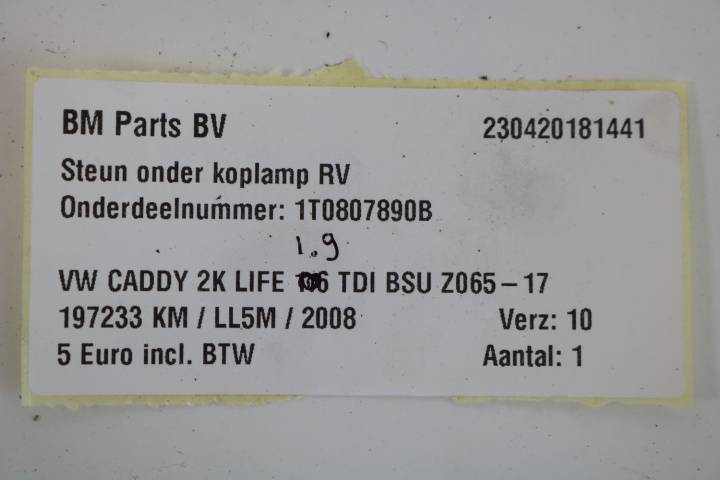 BM Parts BV 230420181441
Steun onder koplamp RV
Onderdeelnummer: 1T0807890B
1.9
VW CADDY 2K LIFE TDI BSU Z065-17
197233 KM / LL5M / 2008 Verz: 10
5 Euro incl. BTW Aantal: 1